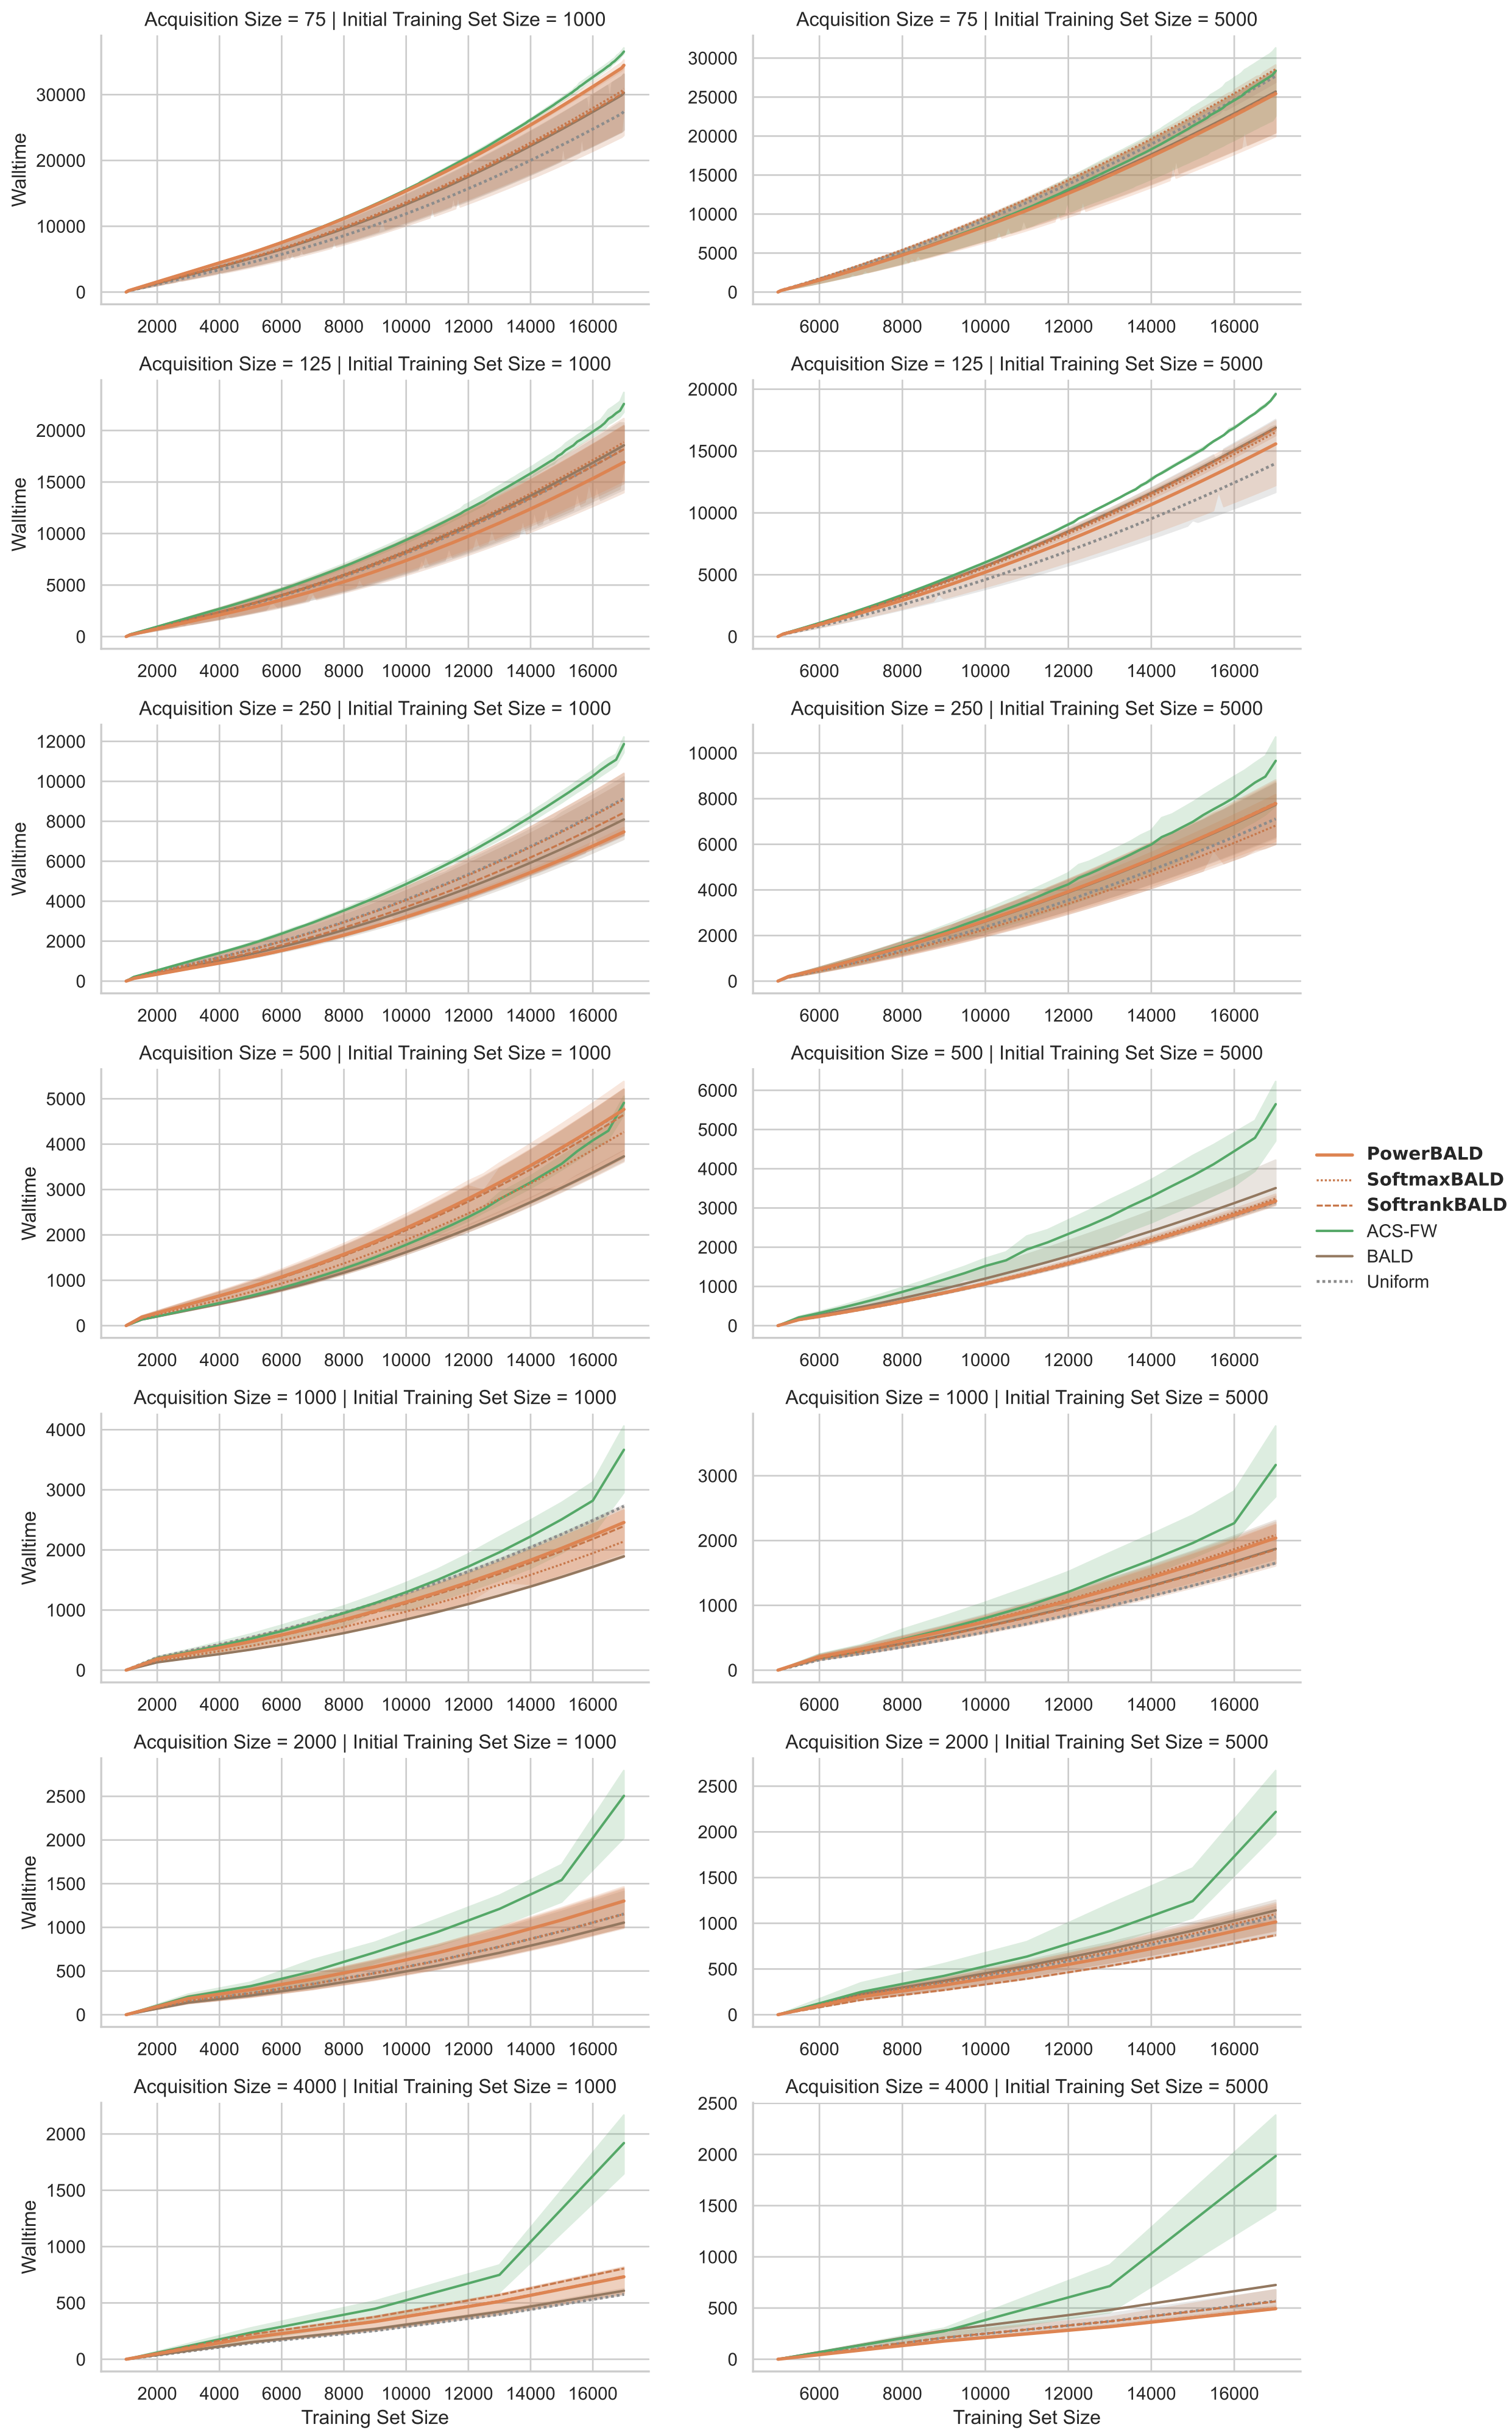 Acquisition Size = 75 | Initial Training Set Size = 1000
Walltime
30000
20000
10000
0
2000 4000 6000 8000 10000 12000 14000 16000
Acquisition Size = 75 | Initial Training Set Size = 5000
30000
25000
20000
15000
10000
5000
0
6000 8000 10000 12000 14000 16000
Acquisition Size = 125 | Initial Training Set Size = 1000
Walltime
20000
15000
10000
5000
0
2000 4000 6000 8000 10000 12000 14000 16000
Acquisition Size = 125 | Initial Training Set Size = 5000
20000
15000
10000
5000
0
6000 8000 10000 12000 14000 16000
Acquisition Size = 250 | Initial Training Set Size = 1000
Walltime
12000
10000
8000
6000
4000
2000
0
2000 4000 6000 8000 10000 12000 14000 16000
Acquisition Size = 250 | Initial Training Set Size = 5000
10000
8000
6000
4000
2000
0
6000 8000 10000 12000 14000 16000
Acquisition Size = 500 | Initial Training Set Size = 1000
Walltime
5000
4000
3000
2000
1000
0
2000 4000 6000 8000 10000 12000 14000 16000
Acquisition Size = 500 | Initial Training Set Size = 5000
6000
5000
4000
3000
2000
1000
0
6000 8000 10000 12000 14000 16000
PowerBALD
SoftmaxBALD
SoftrankBALD
ACS-FW
BALD
Uniform
Acquisition Size = 1000 | Initial Training Set Size = 1000
Walltime
4000
3000
2000
1000
0
2000 4000 6000 8000 10000 12000 14000 16000
Acquisition Size = 1000 | Initial Training Set Size = 5000
3000
2000
1000
0
6000 8000 10000 12000 14000 16000
Acquisition Size = 2000 | Initial Training Set Size = 1000
Walltime
2500
2000
1500
1000
500
0
2000 4000 6000 8000 10000 12000 14000 16000
Acquisition Size = 2000 | Initial Training Set Size = 5000
2500
2000
1500
1000
500
0
6000 8000 10000 12000 14000 16000
Acquisition Size = 4000 | Initial Training Set Size = 1000
Walltime
2000
1500
1000
500
0
2000 4000 6000 8000 10000 12000 14000 16000
Training Set Size
Acquisition Size = 4000 | Initial Training Set Size = 5000
2500
2000
1500
1000
500
0
6000 8000 10000 12000 14000 16000
Training Set Size